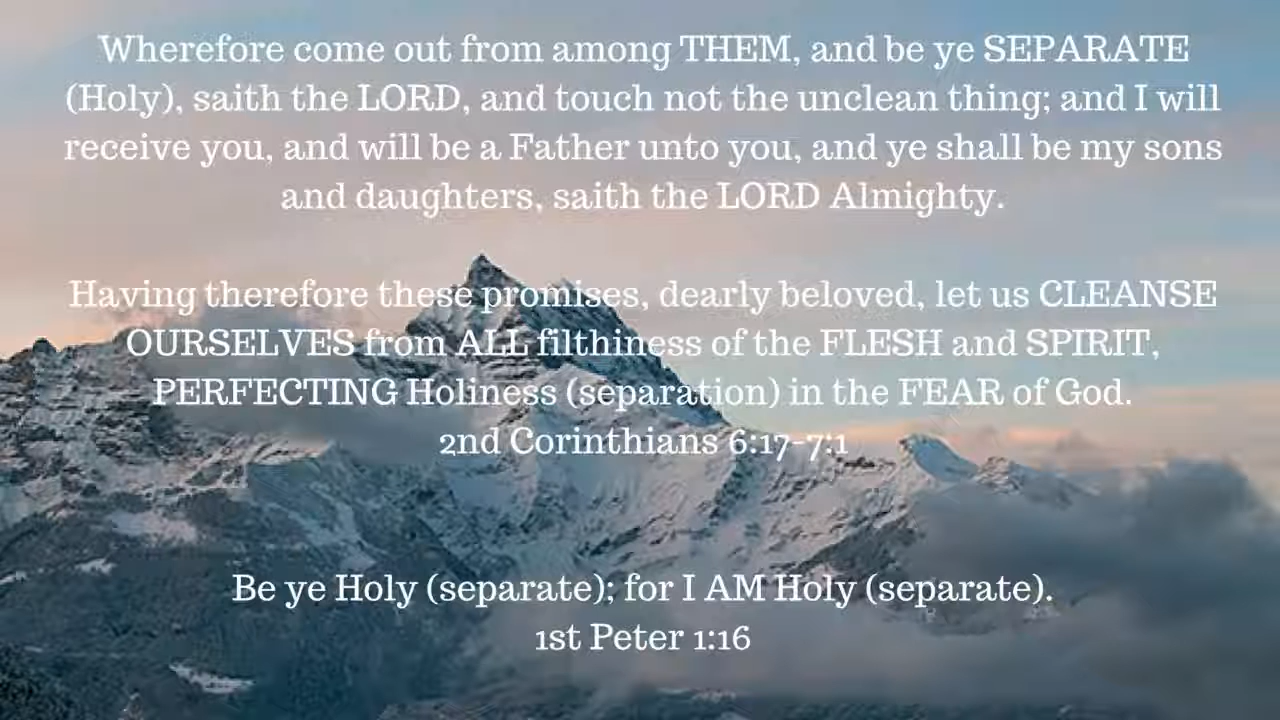 Wherefore come out from among THEM, and be ye SEPARATE
(Holy), saith the LORD, and touch not the unclean thing; and I will
receive you, and will be a Father unto you, and ye shall be my sons
and daughters, saith the LORD Almighty.
Having therefore these promises, dearly beloved, let us CLEANSE
OURSELVES from ALL filthiness of the FLESH and SPIRIT,
PERFECTING Holiness (separation) in the FEAR of God.
2nd Corinthians 6:17-7:1
Be ye Holy (separate); for I AM Holy (separate).
1st Peter 1:16